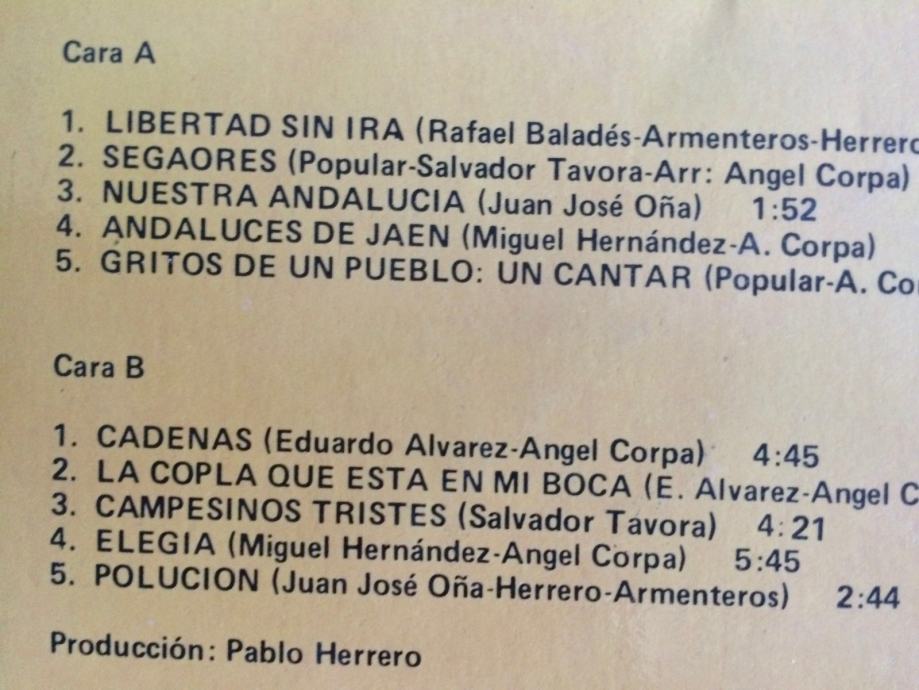 Cara A
1. LIBERTAD SIN IRA (Rafael Baladés-Armenteros-Herrero
2. SEGAORES (Popular-Salvador Tavora-Arr: Angel Corpa)
3. NUESTRA ANDALUCIA (Juan José Oña) 1:52
4. ANDALUCES DE JAEN (Miguel Hernández-A. Corpa)
5. GRITOS DE UN PUEBLO: UN CANTAR (Popular-A. Co
Cara B
1. CADENAS (Eduardo Alvarez-Angel Corpa) 4:45
2. LA COPLA QUE ESTA EN MI BOCA (E. Alvarez-Angel C
3. CAMPESINOS TRISTES (Salvador Tavora) 4:21
4. ELEGIA (Miguel Hernández-Angel Corpa) 5:45
5. POLUCION (Juan José Oña-Herrero-Armenteros) 2:44
Producción: Pablo Herrero